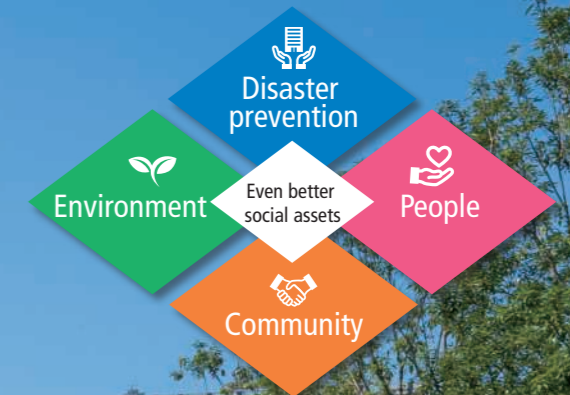 Disaster
prevention
Environment
Even better
social assets
People
Community